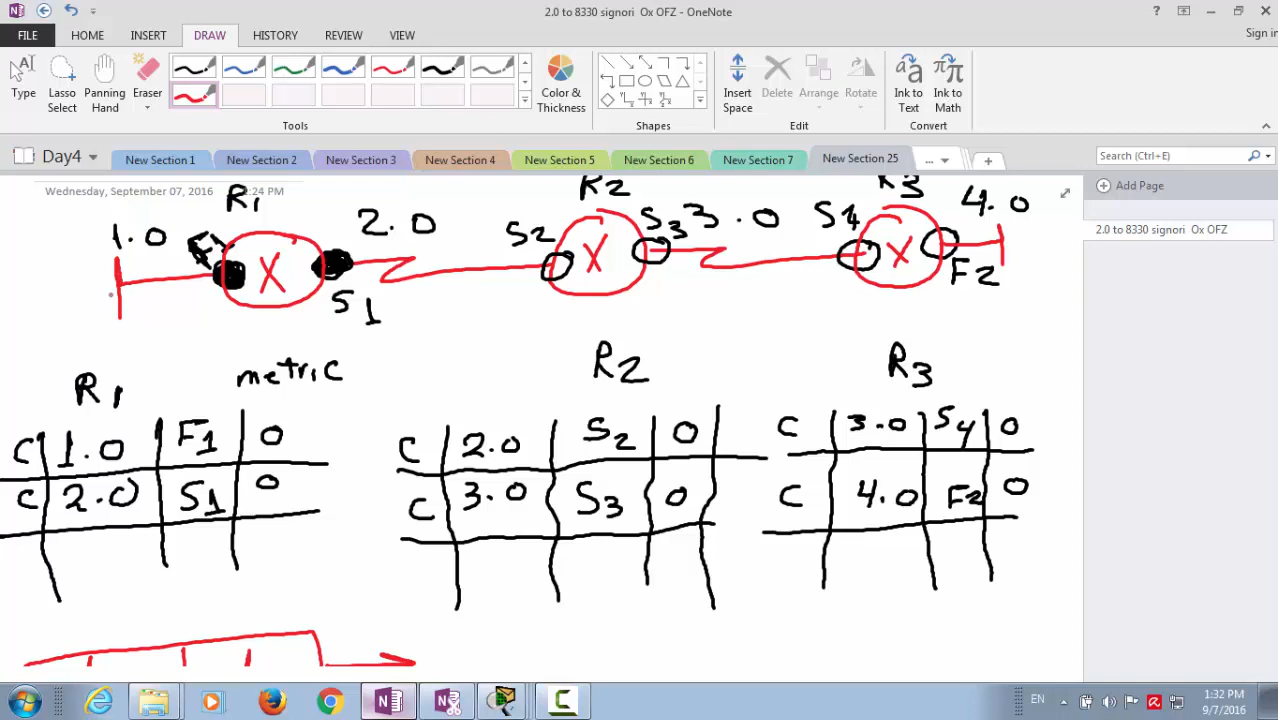 2.0 to 8330 signori Ox OFZ - OneNote
FILE HOME INSERT DRAW HISTORY REVIEW VIEW
Sign in
Type Lasso Select Panning Hand Eraser Color & Thickness Insert Space Delete Arrange Rotate Ink to Text Ink to Math
Tools Shapes Edit Convert
Day4 New Section 1 New Section 2 New Section 3 New Section 4 New Section 5 New Section 6 New Section 7 New Section 25 ... Search (Ctrl+E)
Wednesday, September 07, 2016 :24 PM
Add Page
2.0 to 8330 signori Ox OFZ
R1 R2 R3
1.0 2.0 S2 S3 3.0 S4 4.0
X X X
S1 F2
R1 metric R2 R3
C 1.0 F1 0
C 2.0 S1 0
C 2.0 S2 0
C 3.0 S3 0
C 3.0 S4 0
C 4.0 F2 0
EN 1:32 PM
9/7/2016